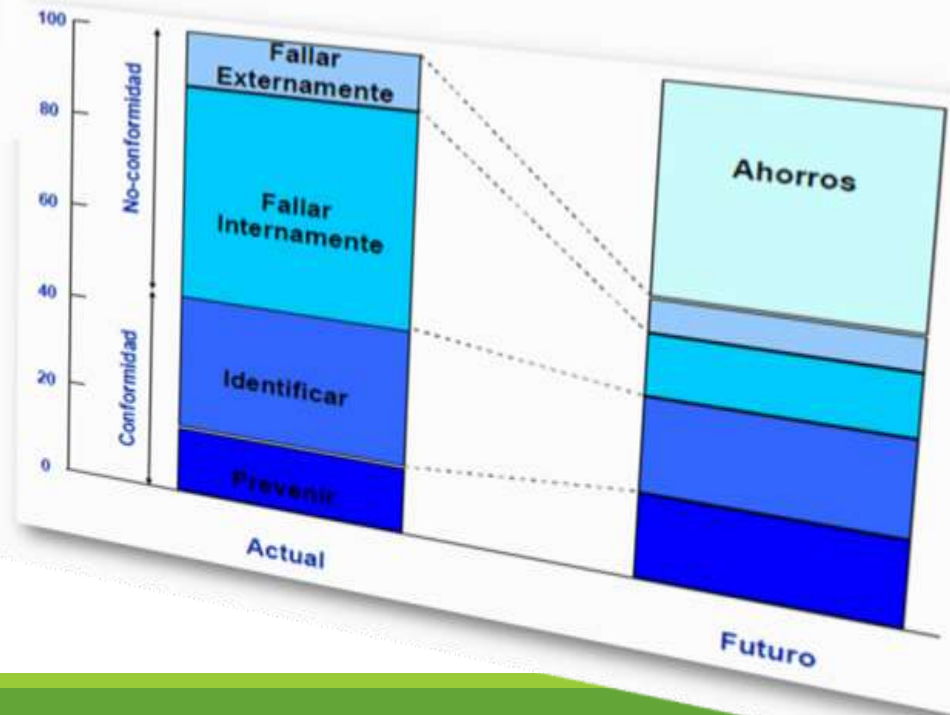 100
80
60
40
20
0
No-conformidad
Conformidad
Fallar
Externamente
Fallar
Internamente
Identificar
Prevenir
Ahorros
Actual
Futuro